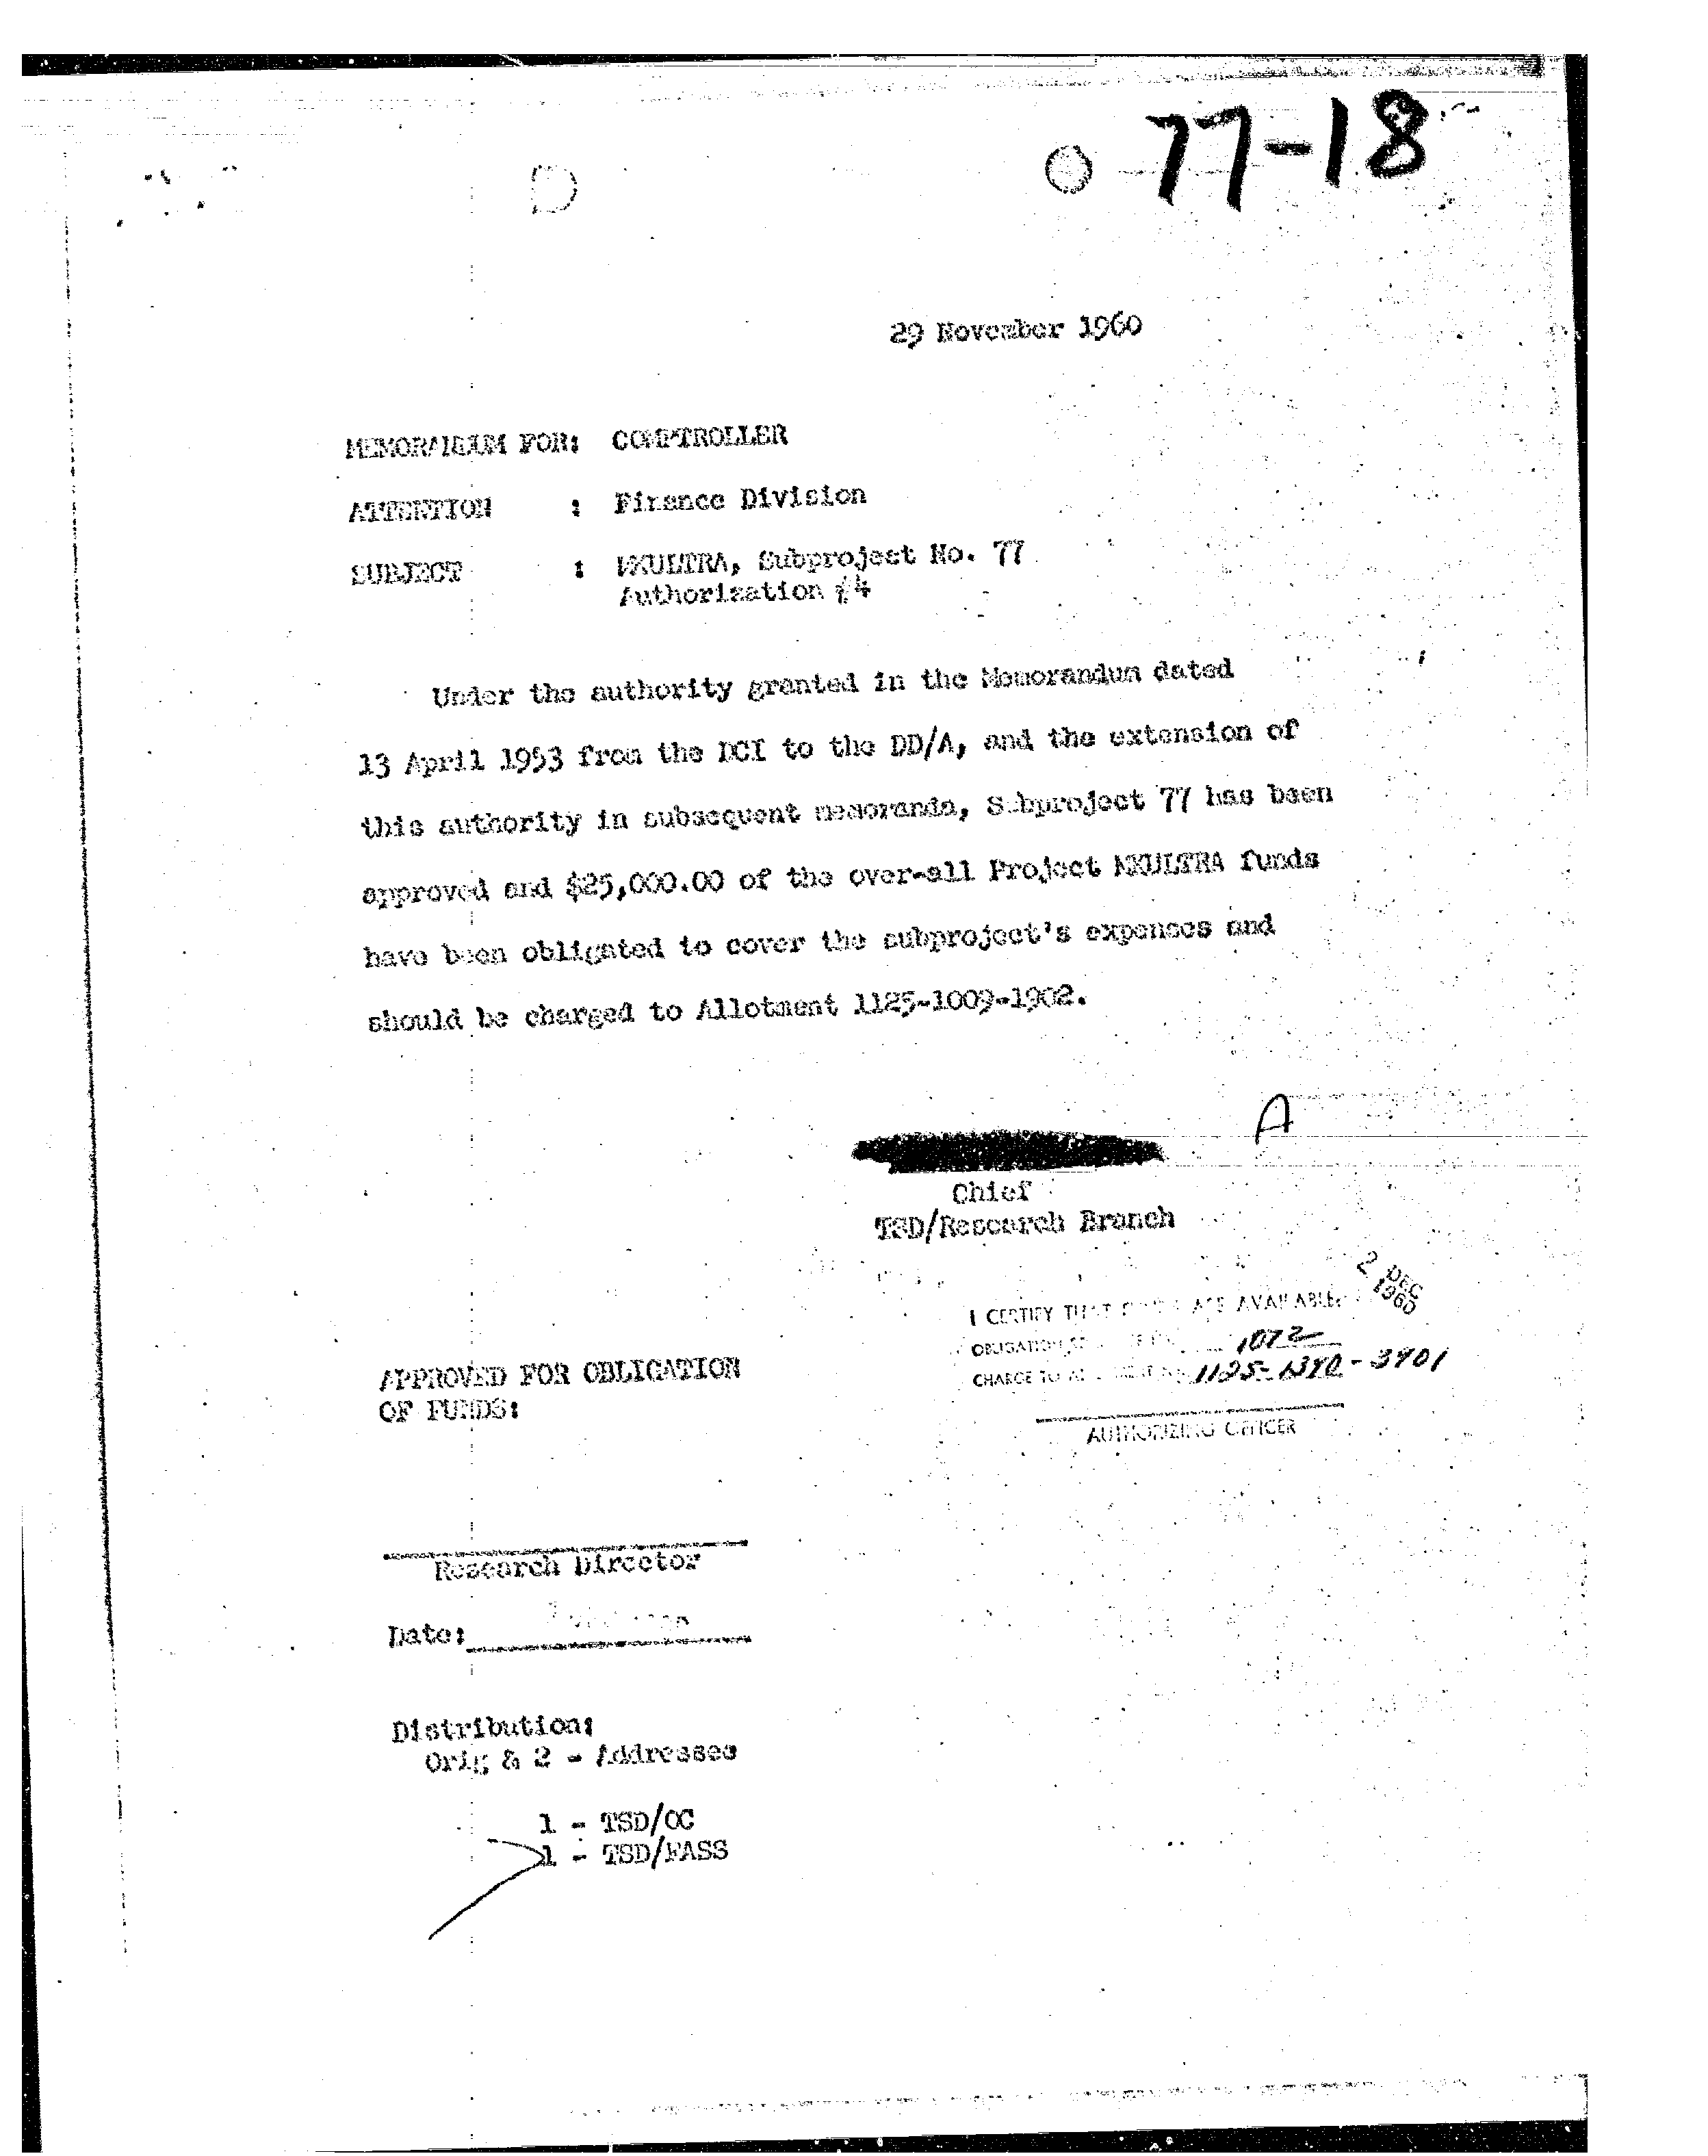 77-18
29 November 1960
MEMORANDUM FOR: COMPTROLLER
ATTENTION : Finance Division
SUBJECT : MKULTRA, Subproject No. 77
Authorization #4
Under the authority granted in the Memorandum dated
13 April 1953 from the DCI to the DD/A, and the extension of
this authority in subsequent memoranda, Subproject 77 has been
approved and $25,000.00 of the over-all Project MKULTRA funds
have been obligated to cover the subproject's expenses and
should be charged to Allotment 1125-1009-1902.
A
Chief
TSD/Research Branch
2 DEC
1960
I CERTIFY THAT FUNDS ARE AVAILABLE
OBLIGATION 1072
CHARGE TO 1125-1390-3901
AUTHORIZING OFFICER
APPROVED FOR OBLIGATION
OF FUNDS:
Research Director
Date:
Distribution:
Orig & 2 - Addressee
1 - TSD/OC
1 - TSD/FASS